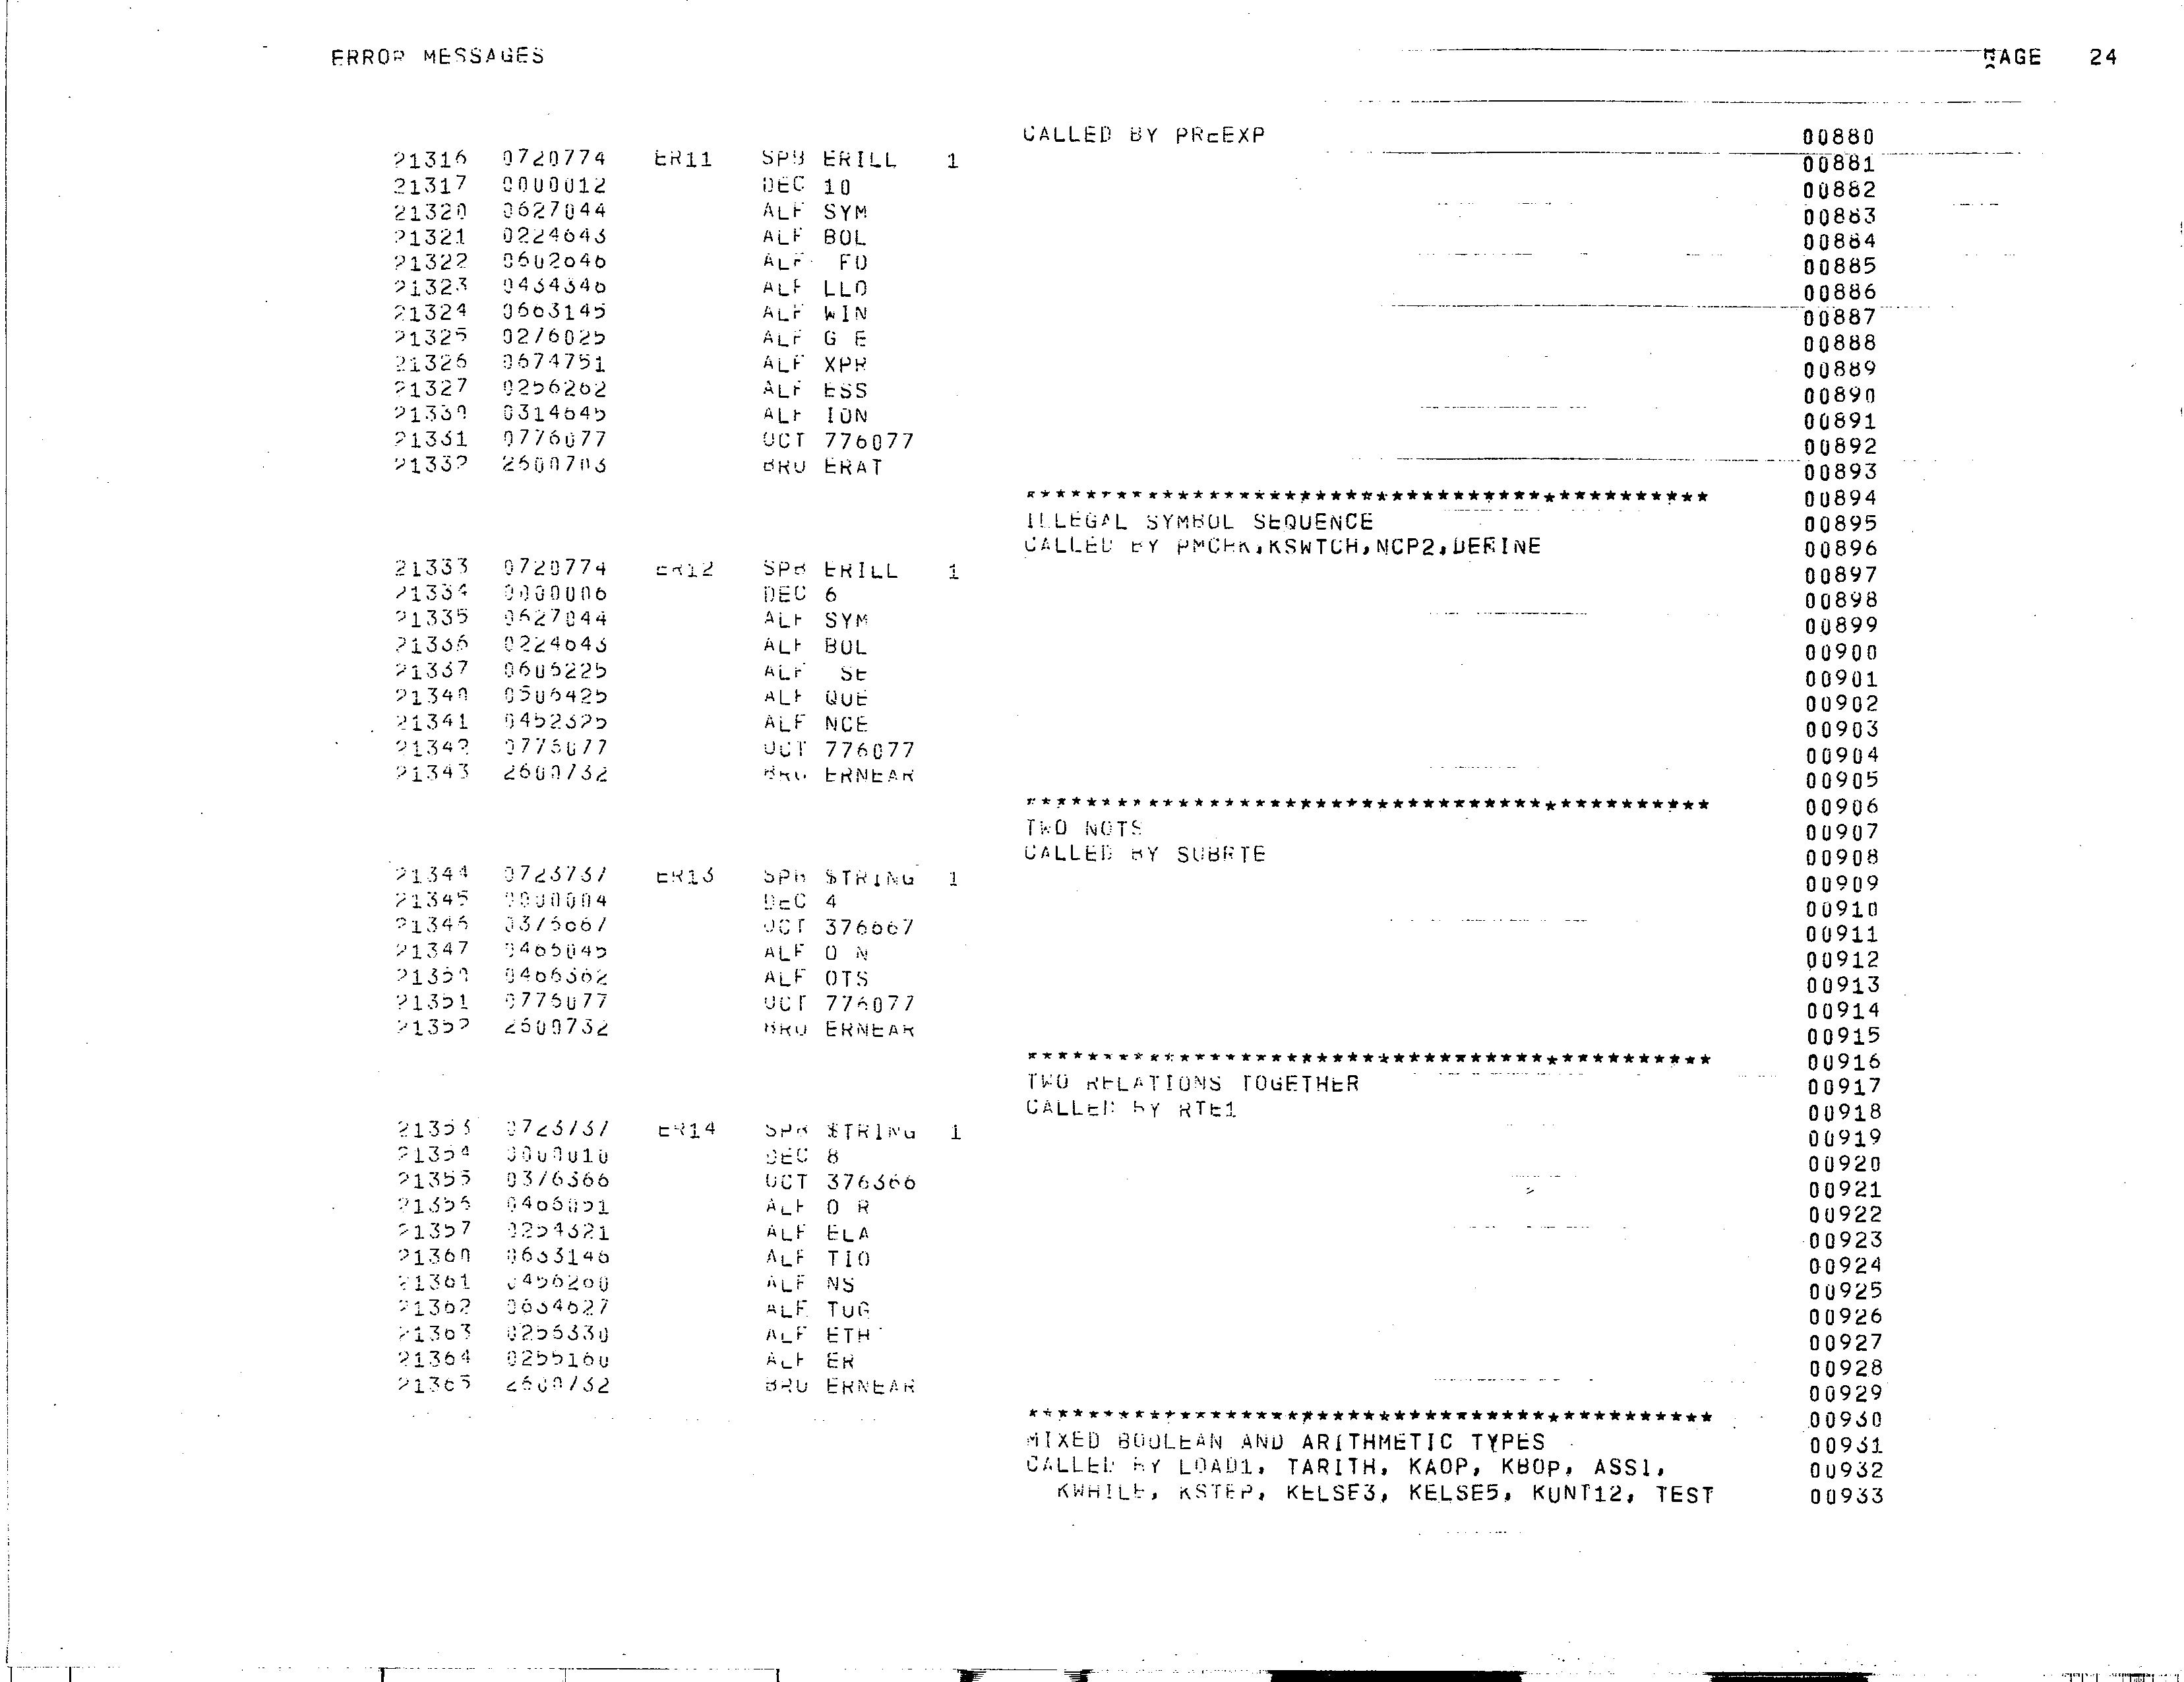 ERROR MESSAGES PAGE 24
CALLED BY PREEXP 00880
21316 0720774 ER11 SPB ERILL 1 00881
21317 0000012 DEC 10 00882
21320 0627044 ALF SYM 00883
21321 0224643 ALF BOL 00884
21322 0602646 ALF  FO 00885
21323 0434346 ALF LLO 00886
21324 0663145 ALF WIN 00887
21325 0276025 ALF G E 00888
21326 0674751 ALF XPR 00889
21327 0256262 ALF ESS 00890
21330 0314645 ALF ION 00891
21331 0776077 OCT 776077 00892
21332 2600703 BRU ERAT 00893
********************************************* 00894
ILLEGAL SYMBOL SEQUENCE 00895
CALLED BY PMCHK,KSWTCH,NCP2,DEFINE 00896
21333 0720774 ER12 SPB ERILL 1 00897
21334 0000006 DEC 6 00898
21335 0627044 ALF SYM 00899
21336 0224643 ALF BOL 00900
21337 0606225 ALF  SE 00901
21340 0506425 ALF QUE 00902
21341 0452325 ALF NCE 00903
21342 0776077 OCT 776077 00904
21343 2600732 BRU ERNEAR 00905
********************************************* 00906
TWO NOTS 00907
CALLED BY SUBRTE 00908
21344 0723737 ER13 SPB $TRING 1 00909
21345 0000004 DEC 4 00910
21346 0376667 OCT 376667 00911
21347 0466045 ALF O N 00912
21350 0466362 ALF OTS 00913
21351 0776077 OCT 776077 00914
21352 2600732 BRU ERNEAR 00915
********************************************* 00916
TWO RELATIONS TOGETHER 00917
CALLED BY RTE1 00918
21353 0723737 ER14 SPB $TRING 1 00919
21354 0000010 DEC 8 00920
21355 0376366 OCT 376366 00921
21356 0466051 ALF O R 00922
21357 0254321 ALF ELA 00923
21360 0633146 ALF TIO 00924
21361 0456260 ALF NS 00925
21362 0634627 ALF TOG 00926
21363 0256330 ALF ETH 00927
21364 0255160 ALF ER 00928
21365 2600732 BRU ERNEAR 00929
********************************************* 00930
MIXED BOOLEAN AND ARITHMETIC TYPES 00931
CALLED BY LOAD1, TARITH, KAOP, KBOP, ASS1, 00932
KWHILE, KSTEP, KELSE3, KELSE5, KUNT12, TEST 00933